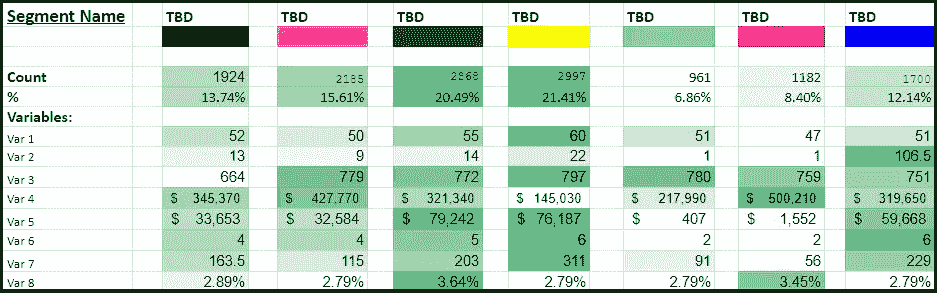 Segment Name TBD TBD TBD TBD TBD TBD TBD
Count 1924 2997 961 1182 1700
% 13.74% 15.61% 20.49% 21.41% 6.86% 8.40% 12.14%
Variables:
Var 1 52 50 55 60 51 47 51
Var 2 13 9 14 22 1 1 106.5
Var 3 664 779 772 797 780 759 751
Var 4 $ 345,370 $ 427,770 $ 321,340 $ 145,030 $ 217,990 $ 500,210 $ 319,650
Var 5 $ 33,653 $ 32,584 $ 79,242 $ 76,187 $ 407 $ 1,552 $ 59,668
Var 6 4 4 5 6 2 2 6
Var 7 163.5 115 203 311 91 56 229
Var 8 2.89% 2.79% 3.64% 2.79% 2.79% 3.45% 2.79%